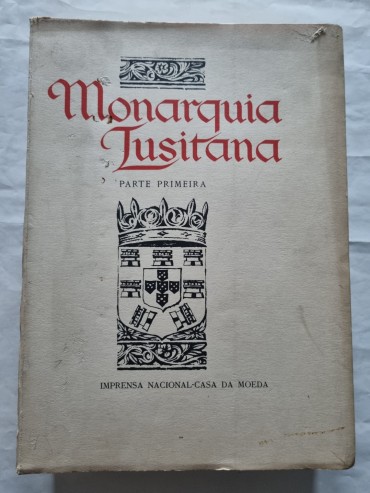 Monarquia
Lusitana
PARTE PRIMEIRA
IMPRENSA NACIONAL-CASA DA MOEDA